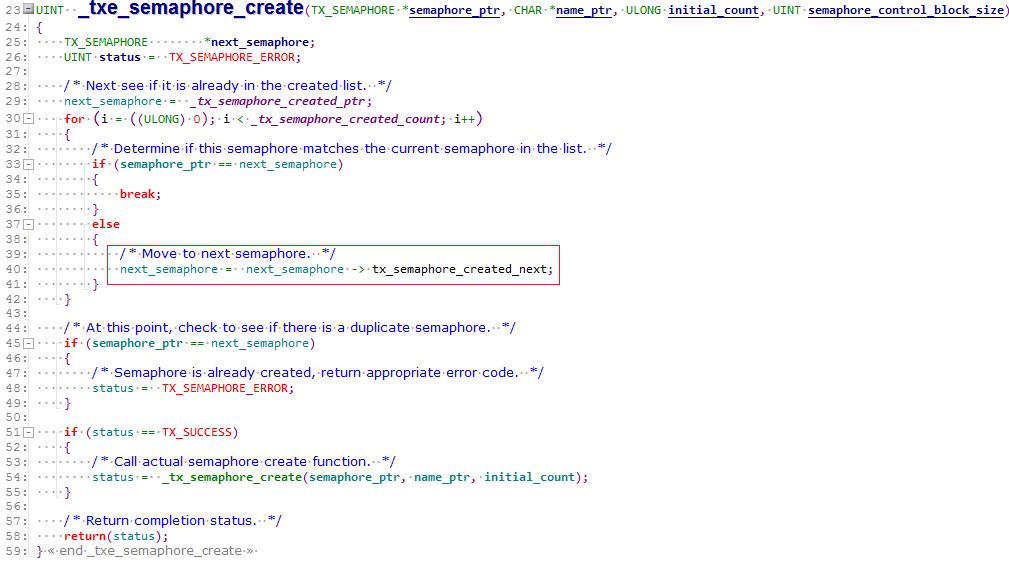 23 UINT _txe_semaphore_create(TX_SEMAPHORE *semaphore_ptr, CHAR *name_ptr, ULONG initial_count, UINT semaphore_control_block_size)
24: {
25: TX_SEMAPHORE *next_semaphore;
26: UINT status = TX_SEMAPHORE_ERROR;
27:
28: /* Next see if it is already in the created list. */
29: next_semaphore = _tx_semaphore_created_ptr;
30 for (i = ((ULONG) 0); i < _tx_semaphore_created_count; i++)
31: {
32: /* Determine if this semaphore matches the current semaphore in the list. */
33 if (semaphore_ptr == next_semaphore)
34: {
35: break;
36: }
37 else
38: {
39: /* Move to next semaphore. */
40: next_semaphore = next_semaphore -> tx_semaphore_created_next;
41: }
42: }
43:
44: /* At this point, check to see if there is a duplicate semaphore. */
45 if (semaphore_ptr == next_semaphore)
46: {
47: /* Semaphore is already created, return appropriate error code. */
48: status = TX_SEMAPHORE_ERROR;
49: }
50:
51 if (status == TX_SUCCESS)
52: {
53: /* Call actual semaphore create function. */
54: status = _tx_semaphore_create(semaphore_ptr, name_ptr, initial_count);
55: }
56:
57: /* Return completion status. */
58: return(status);
59: } « end _txe_semaphore_create »